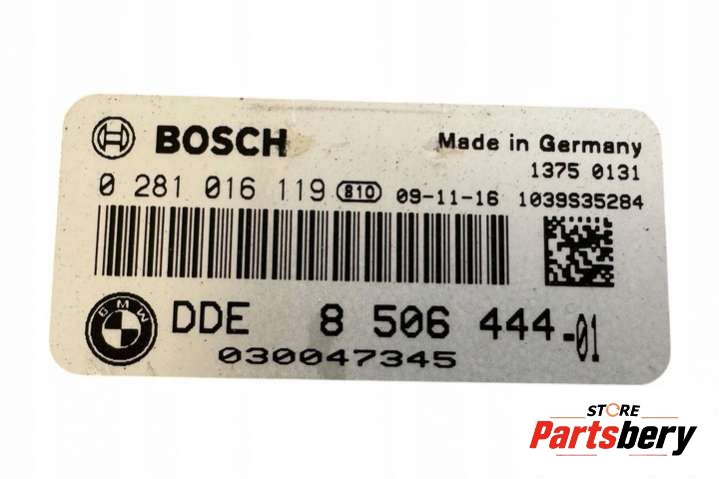 BOSCH Made in Germany
1375 0131
0 281 016 119 810 09-11-16 1039S35284
BMW DDE 8 506 444-01
030047345
STORE
Partsbery